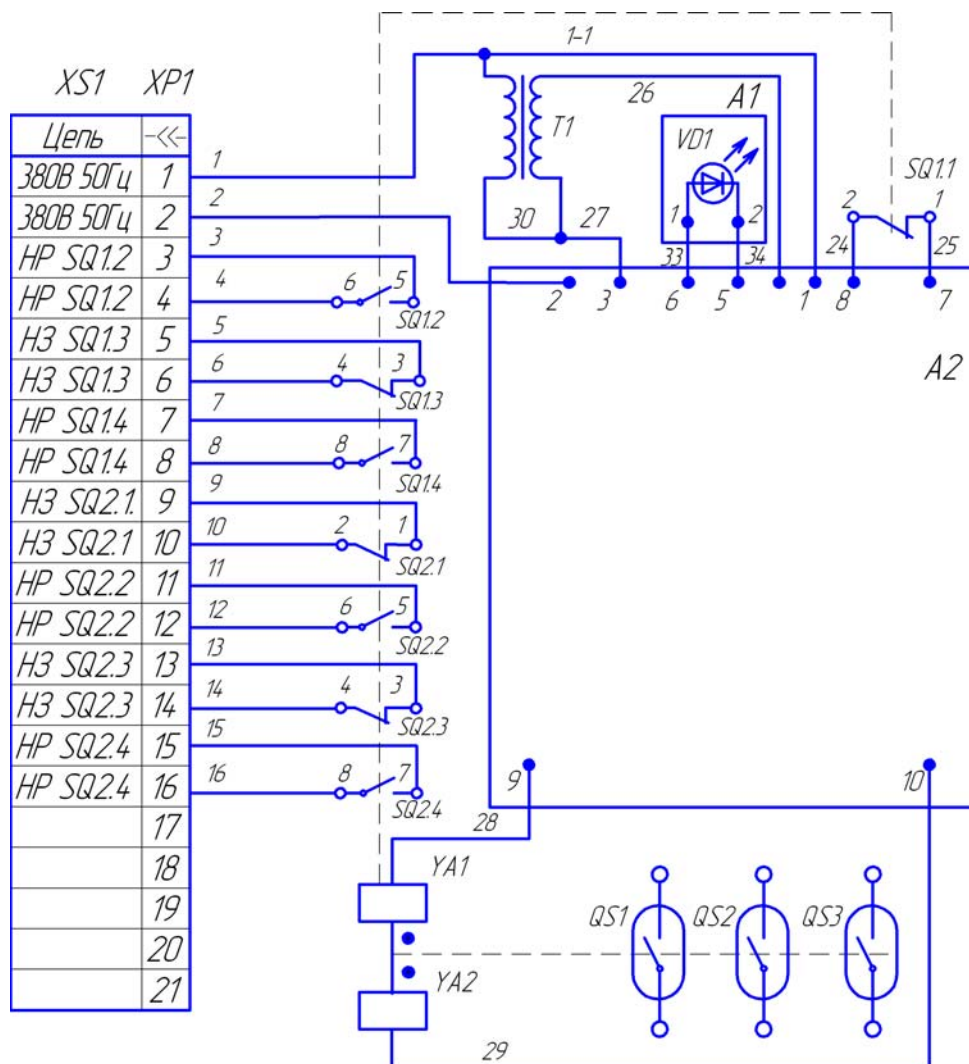 XS1 XP1
Цепь -<<-
380В 50Гц 1
380В 50Гц 2
НР SQ1.2 3
НР SQ1.2 4
НЗ SQ1.3 5
НЗ SQ1.3 6
НР SQ1.4 7
НР SQ1.4 8
НЗ SQ2.1. 9
НЗ SQ2.1 10
НР SQ2.2 11
НР SQ2.2 12
НЗ SQ2.3 13
НЗ SQ2.3 14
НР SQ2.4 15
НР SQ2.4 16
17
18
19
20
21
1
2
3
4
5
6
7
8
9
10
11
12
13
14
15
16
6 5
SQ1.2
4 3
SQ1.3
8 7
SQ1.4
2 1
SQ2.1
6 5
SQ2.2
4 3
SQ2.3
8 7
SQ2.4
1-1
26
T1
30 27
A1
VD1
1 2
33 34
SQ1.1
2 1
24 25
2 3 6 5 1 8 7
A2
9 10
28
YA1
YA2
QS1 QS2 QS3
29